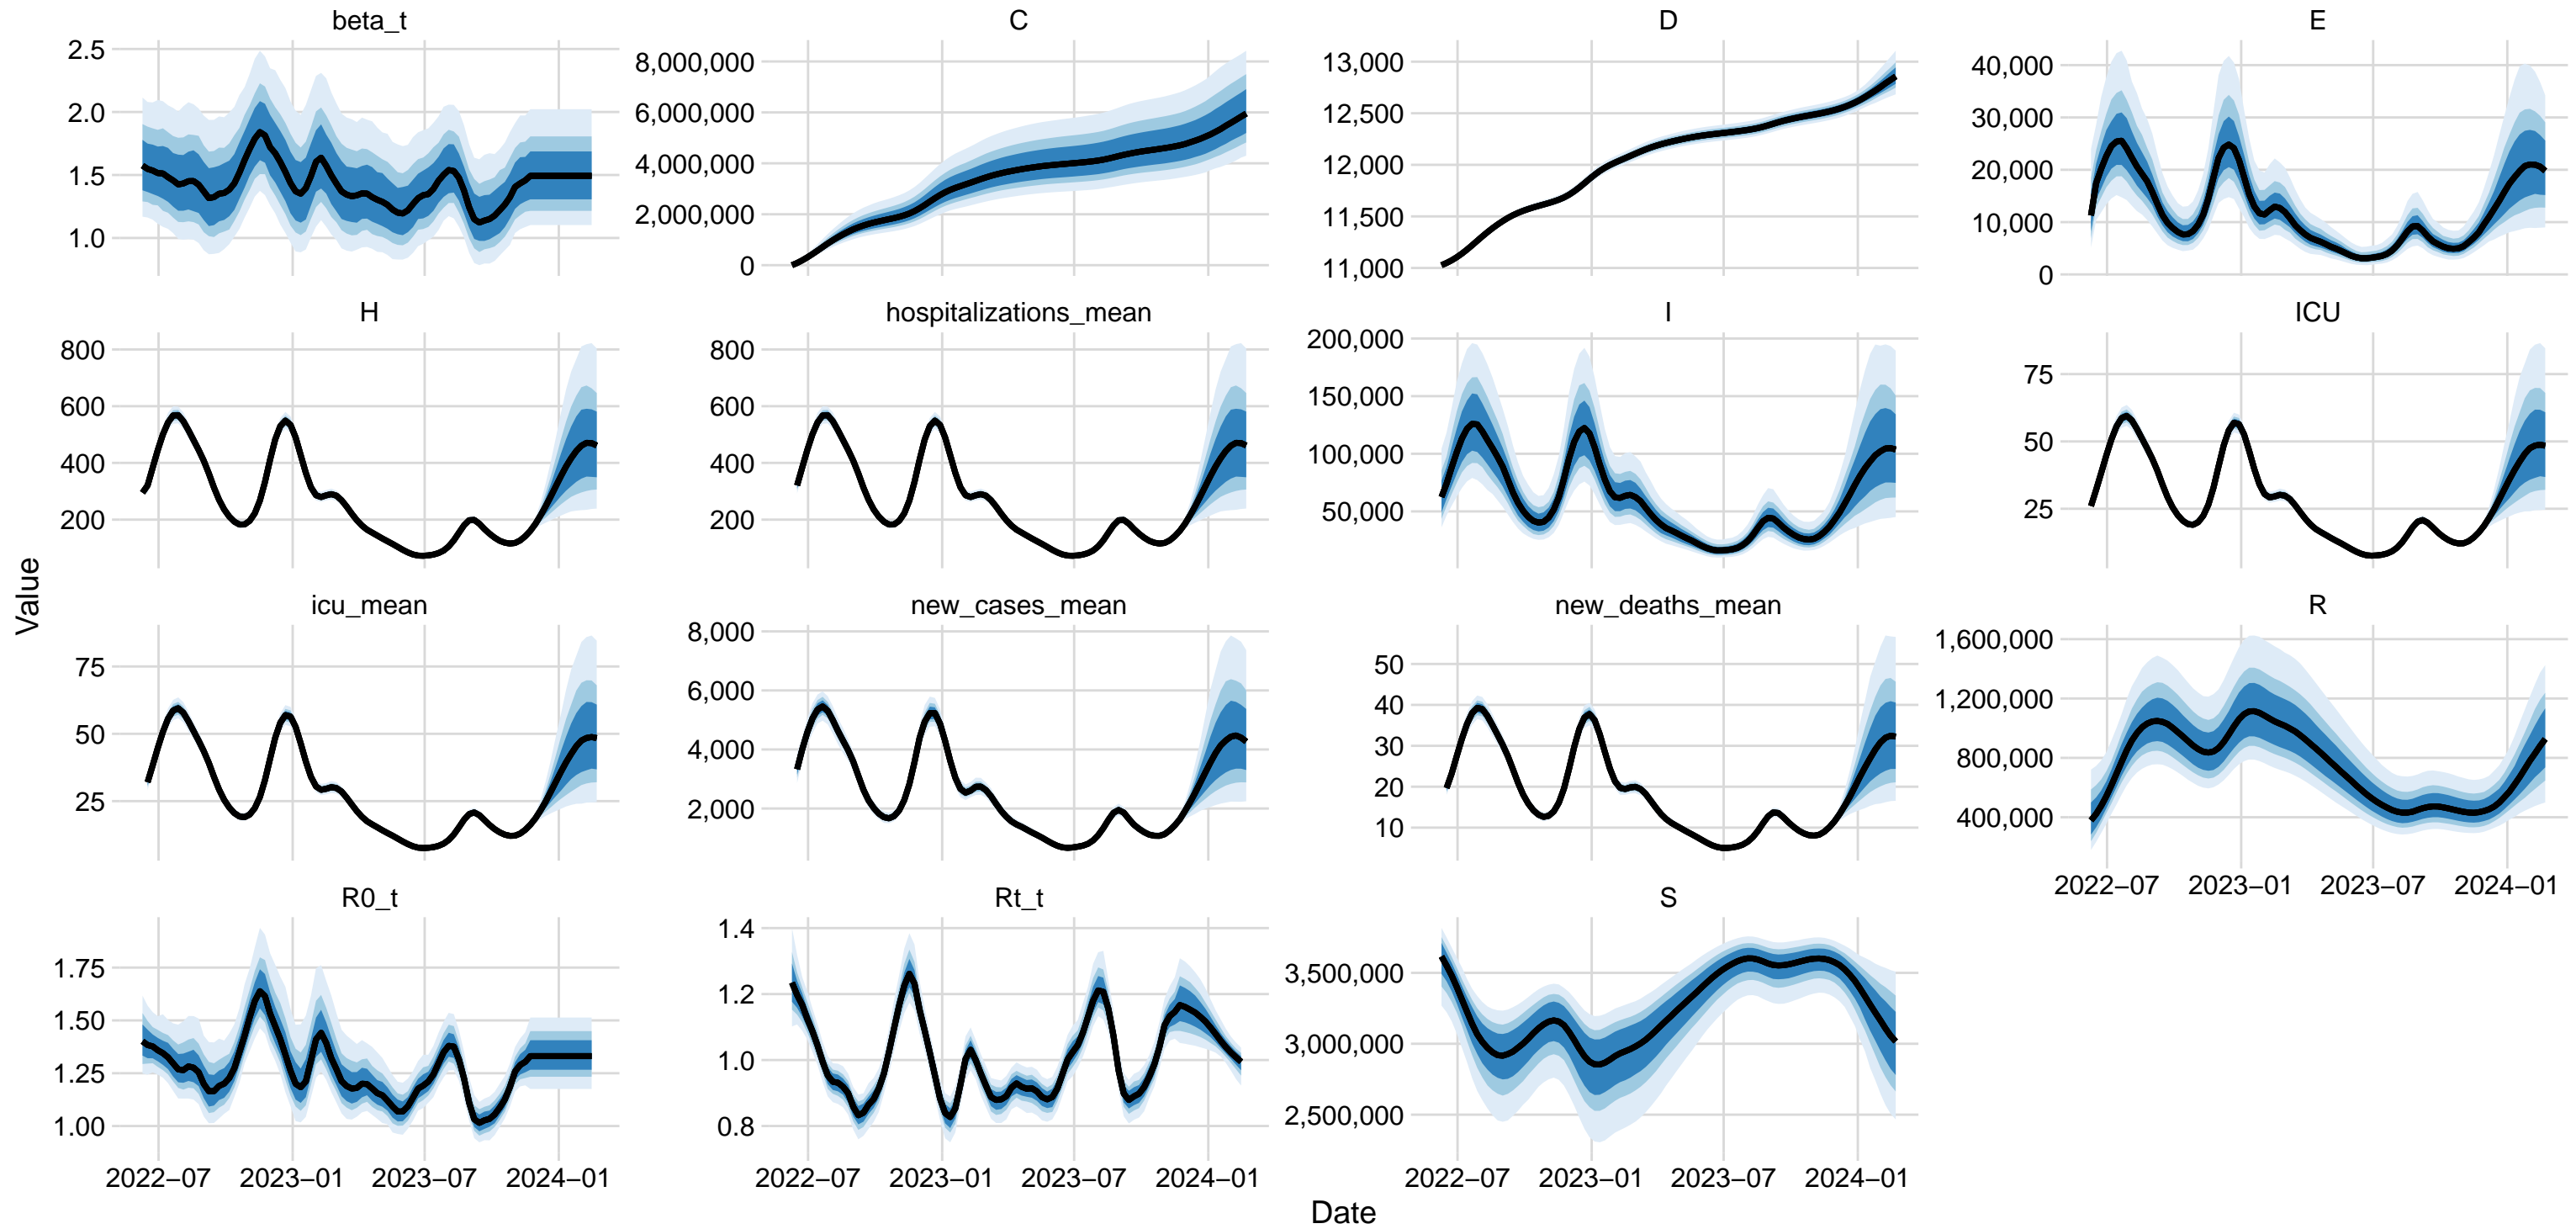 beta_t
C
D
E
2.5
2.0
1.5
1.0
8,000,000
6,000,000
4,000,000
2,000,000
0
13,000
12,500
12,000
11,500
11,000
40,000
30,000
20,000
10,000
0
H
hospitalizations_mean
I
ICU
800
600
400
200
800
600
400
200
200,000
150,000
100,000
50,000
75
50
25
Value
icu_mean
new_cases_mean
new_deaths_mean
R
75
50
25
8,000
6,000
4,000
2,000
50
40
30
20
10
1,600,000
1,200,000
800,000
400,000
2022−07 2023−01 2023−07 2024−01
R0_t
Rt_t
S
1.75
1.50
1.25
1.00
1.4
1.2
1.0
0.8
3,500,000
3,000,000
2,500,000
2022−07 2023−01 2023−07 2024−01
2022−07 2023−01 2023−07 2024−01
2022−07 2023−01 2023−07 2024−01
Date